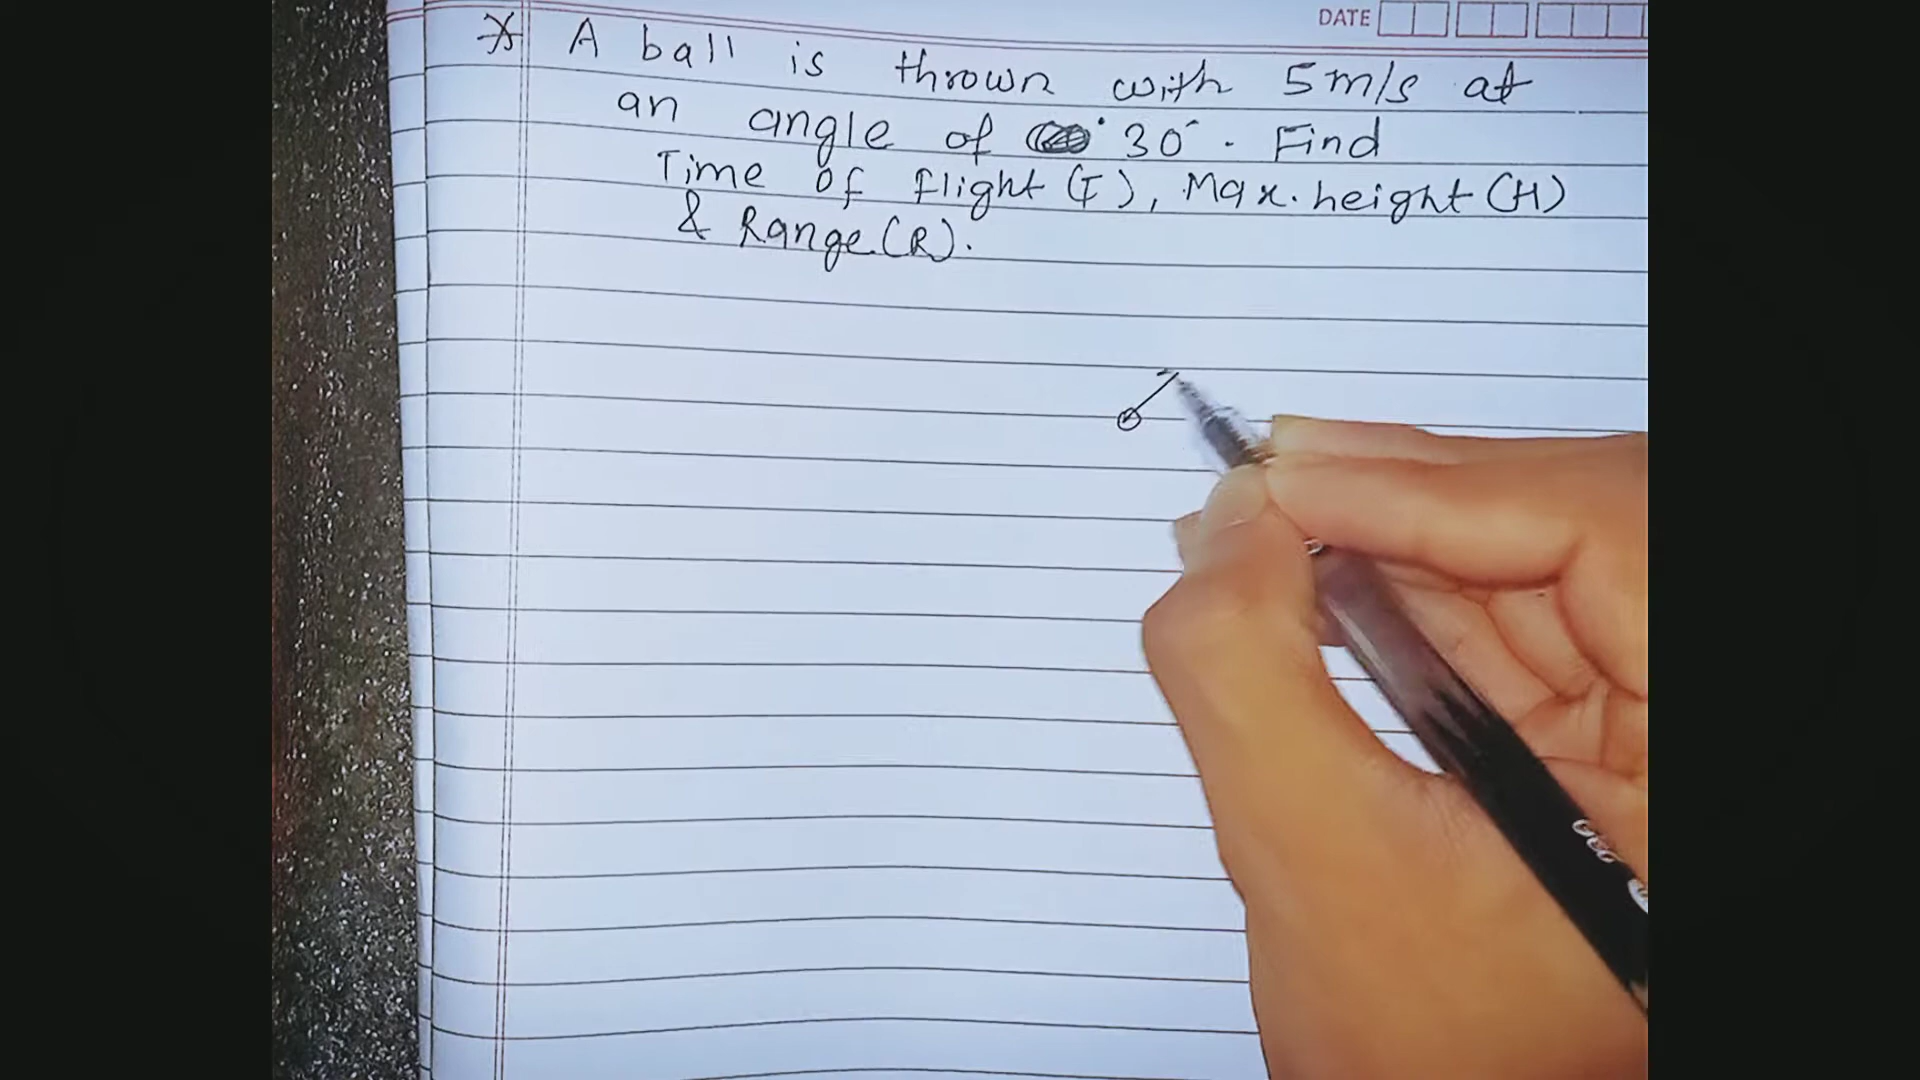 DATE
A ball is thrown with 5m/s at
an angle of 30°. Find
Time of flight (T), Max. height (H)
& Range (R).